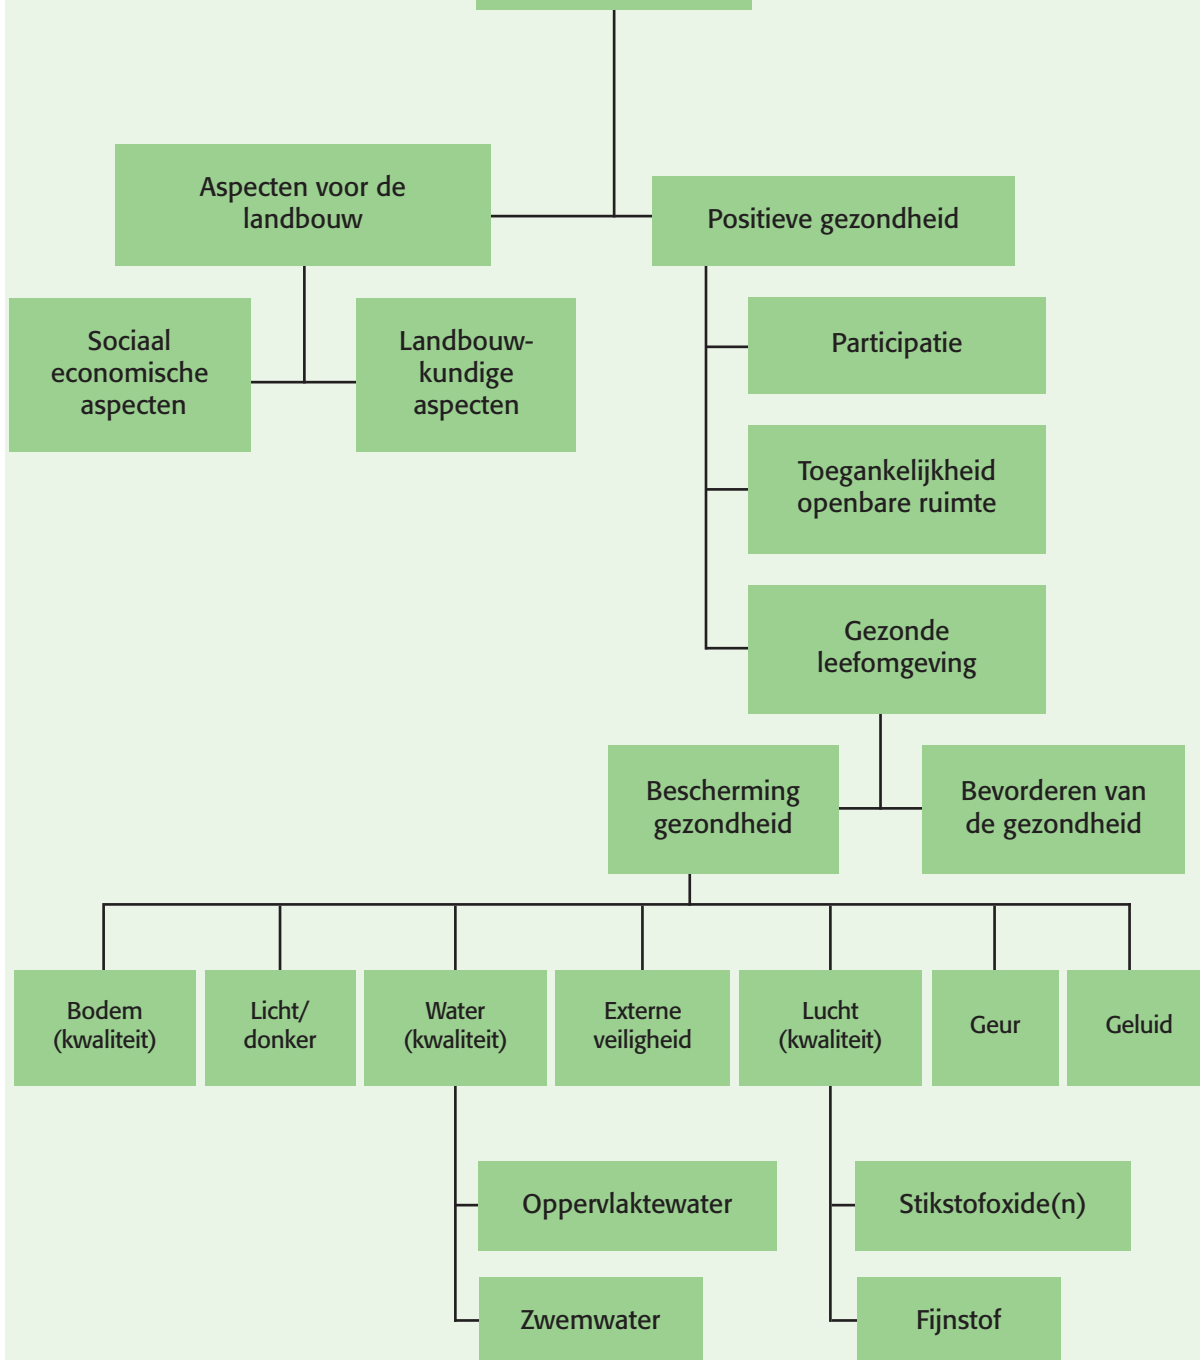 Aspecten voor de
landbouw
Positieve gezondheid
Sociaal
economische
aspecten
Landbouw-
kundige
aspecten
Participatie
Toegankelijkheid
openbare ruimte
Gezonde
leefomgeving
Bescherming
gezondheid
Bevorderen van
de gezondheid
Bodem
(kwaliteit)
Licht/
donker
Water
(kwaliteit)
Externe
veiligheid
Lucht
(kwaliteit)
Geur
Geluid
Oppervlaktewater
Stikstofoxide(n)
Zwemwater
Fijnstof